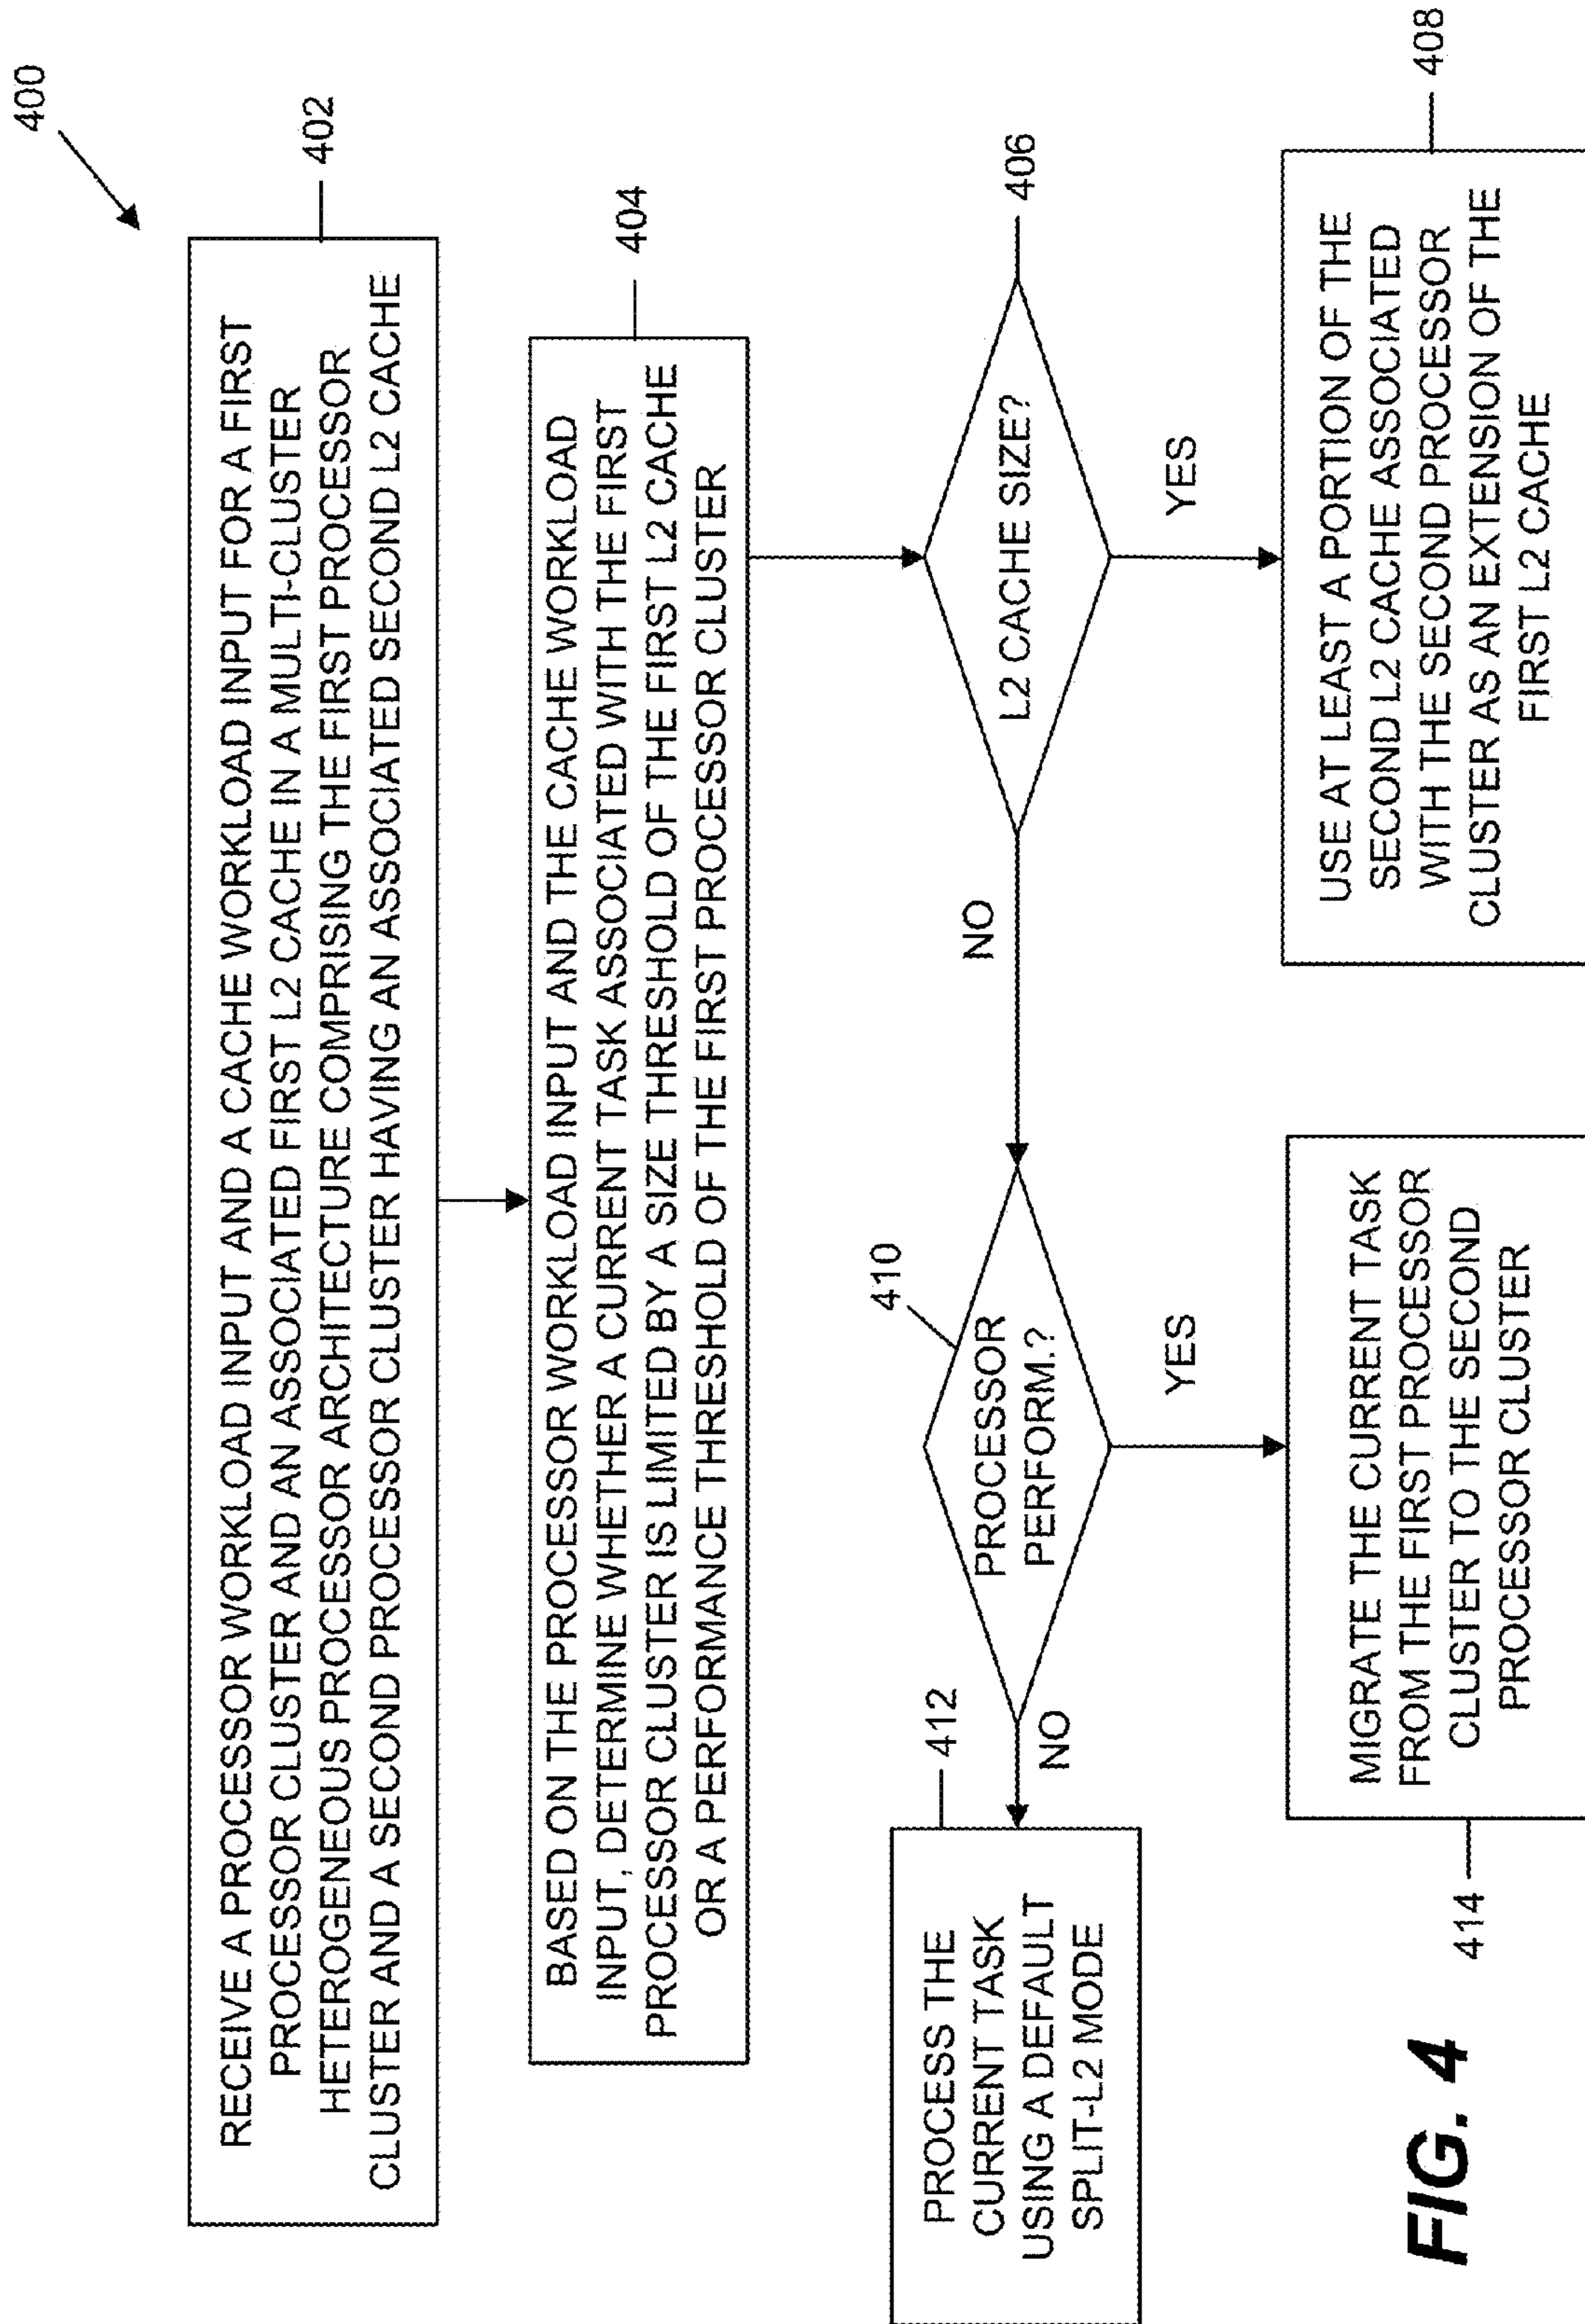 400
RECEIVE A PROCESSOR WORKLOAD INPUT AND A CACHE WORKLOAD INPUT FOR A FIRST
PROCESSOR CLUSTER AND AN ASSOCIATED FIRST L2 CACHE IN A MULTI-CLUSTER
HETEROGENEOUS PROCESSOR ARCHITECTURE COMPRISING THE FIRST PROCESSOR
CLUSTER AND A SECOND PROCESSOR CLUSTER HAVING AN ASSOCIATED SECOND L2 CACHE
402
BASED ON THE PROCESSOR WORKLOAD INPUT AND THE CACHE WORKLOAD
INPUT, DETERMINE WHETHER A CURRENT TASK ASSOCIATED WITH THE FIRST
PROCESSOR CLUSTER IS LIMITED BY A SIZE THRESHOLD OF THE FIRST L2 CACHE
OR A PERFORMANCE THRESHOLD OF THE FIRST PROCESSOR CLUSTER
404
L2 CACHE SIZE?
406
YES
NO
USE AT LEAST A PORTION OF THE
SECOND L2 CACHE ASSOCIATED
WITH THE SECOND PROCESSOR
CLUSTER AS AN EXTENSION OF THE
FIRST L2 CACHE
408
410
PROCESSOR
PERFORM.?
YES
NO
412
PROCESS THE
CURRENT TASK
USING A DEFAULT
SPLIT-L2 MODE
MIGRATE THE CURRENT TASK
FROM THE FIRST PROCESSOR
CLUSTER TO THE SECOND
PROCESSOR CLUSTER
414
FIG. 4